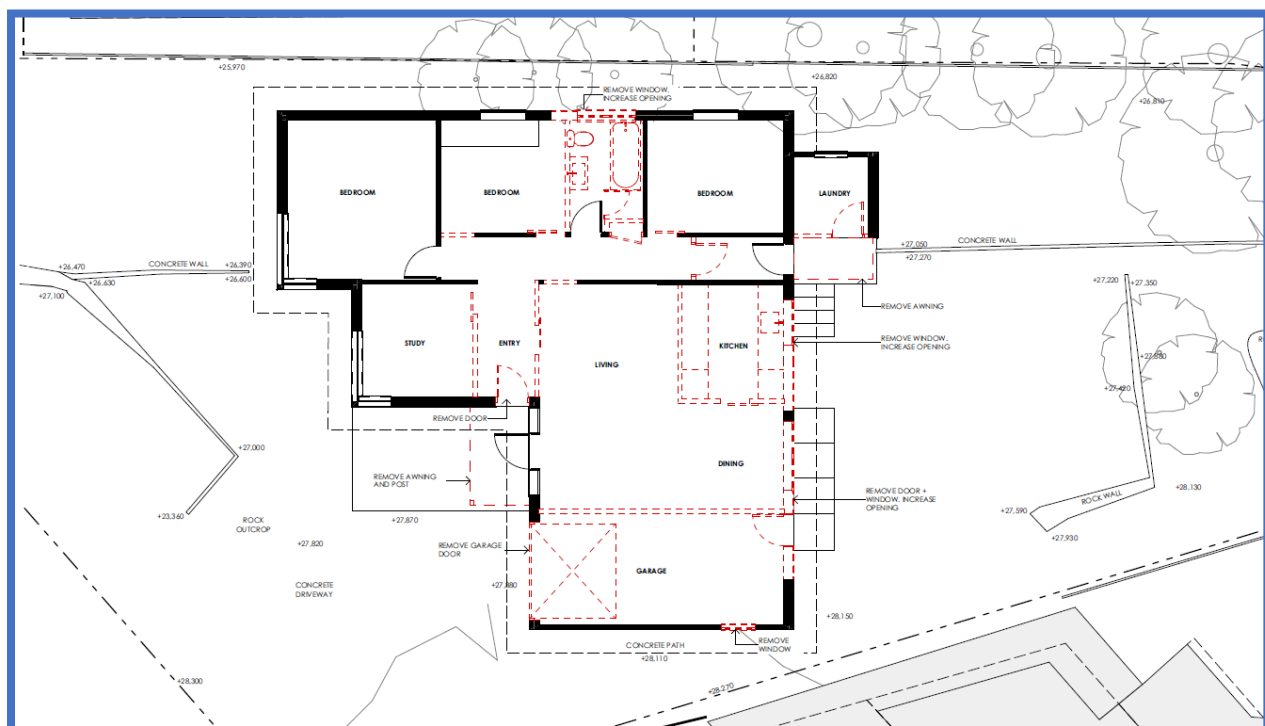 +25,970
+26,820
REMOVE WINDOW.
INCREASE OPENING
+26,810
BEDROOM
BEDROOM
BEDROOM
LAUNDRY
+26,470
CONCRETE WALL
+26,390
+26,600
+26,630
+27,100
+27,050
CONCRETE WALL
+27,270
+27,220
+27,350
REMOVE AWNING
STUDY
ENTRY
LIVING
KITCHEN
REMOVE WINDOW.
INCREASE OPENING
+27,420
REMOVE DOOR
+27,000
DINING
REMOVE AWNING
AND POST
REMOVE DOOR +
WINDOW. INCREASE
OPENING
ROCK WALL
+28,130
+27,590
+27,930
+23,360
ROCK
OUTCROP
+27,870
+27,820
REMOVE GARAGE
DOOR
GARAGE
CONCRETE
DRIVEWAY
+28,150
CONCRETE PATH
REMOVE
WINDOW
+28,110
+28,300
+28,270